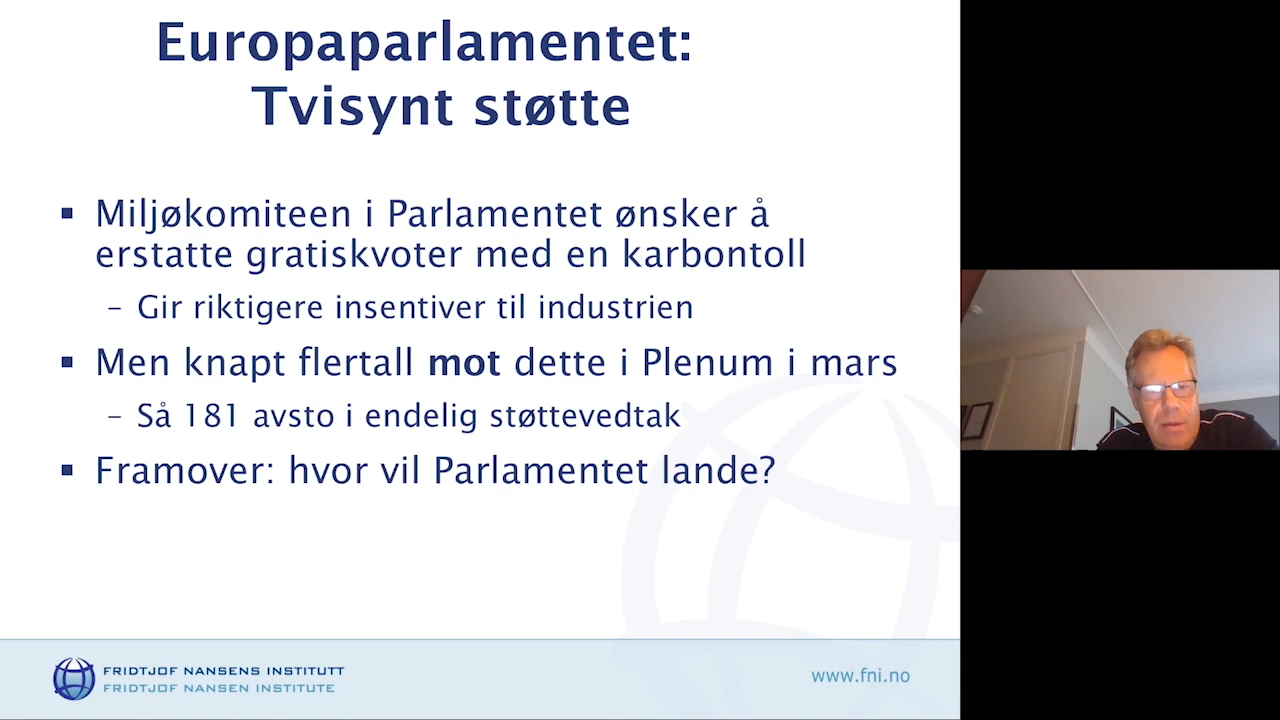 Europaparlamentet:
Tvisynt støtte
▪ Miljøkomiteen i Parlamentet ønsker å
erstatte gratiskvoter med en karbontoll
– Gir riktigere insentiver til industrien
▪ Men knapt flertall mot dette i Plenum i mars
– Så 181 avsto i endelig støttevedtak
▪ Framover: hvor vil Parlamentet lande?
FRIDTJOF NANSENS INSTITUTT
FRIDTJOF NANSEN INSTITUTE
www.fni.no